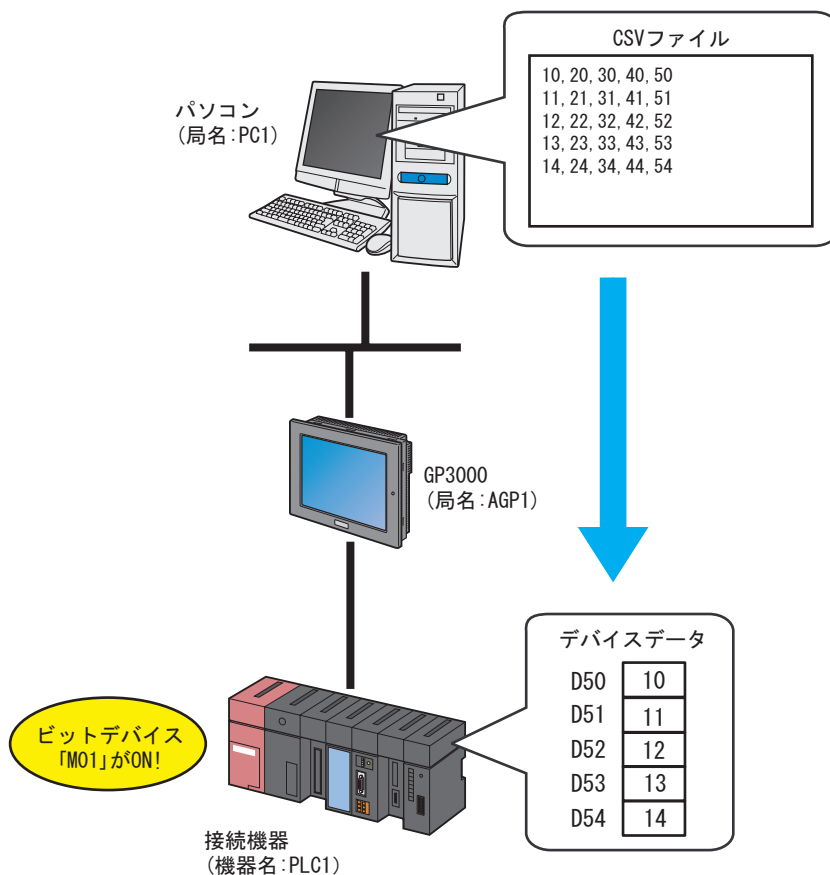 CSVファイル
10, 20, 30, 40, 50
11, 21, 31, 41, 51
12, 22, 32, 42, 52
13, 23, 33, 43, 53
14, 24, 34, 44, 54
パソコン
(局名:PC1)
GP3000
(局名:AGP1)
デバイスデータ
D50 10
D51 11
D52 12
D53 13
D54 14
ビットデバイス
「M01」がON!
接続機器
(機器名:PLC1)